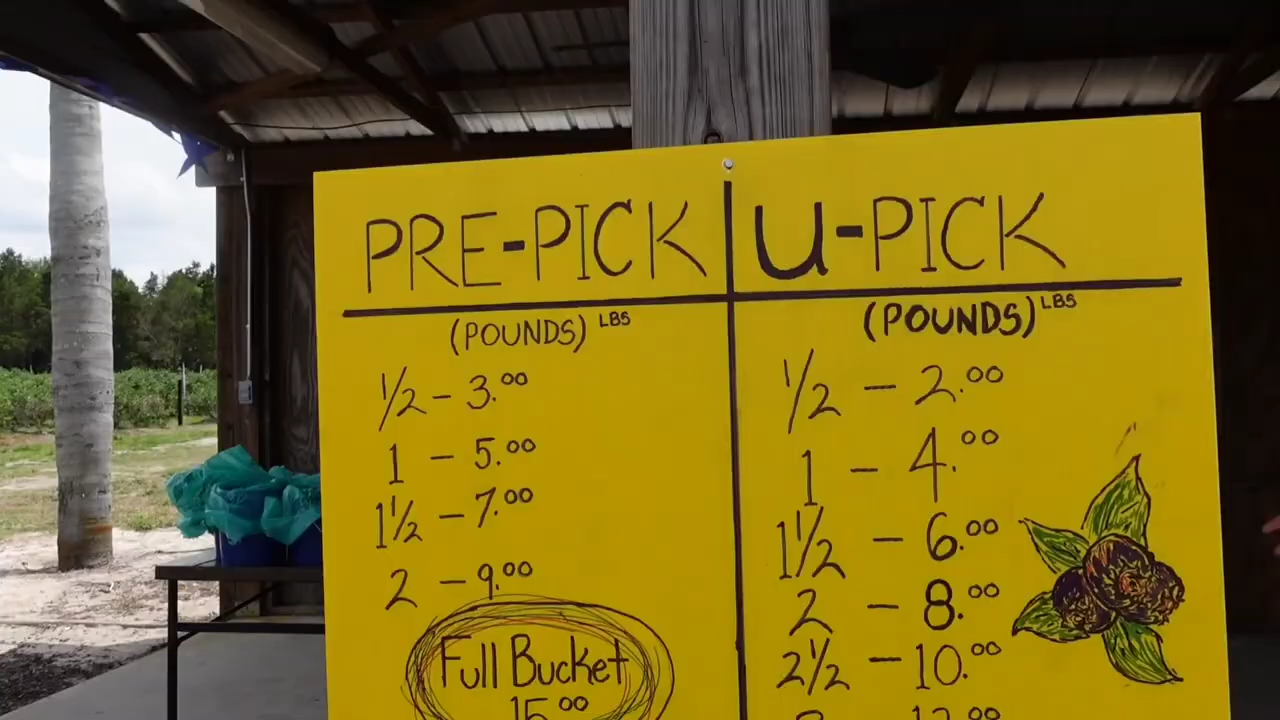 PRE-PICK
(POUNDS) LBS
1/2 - 3.00
1 - 5.00
1 1/2 - 7.00
2 - 9.00
Full Bucket
15.00
U-PICK
(POUNDS) LBS
1/2 - 2.00
1 - 4.00
1 1/2 - 6.00
2 - 8.00
2 1/2 - 10.00